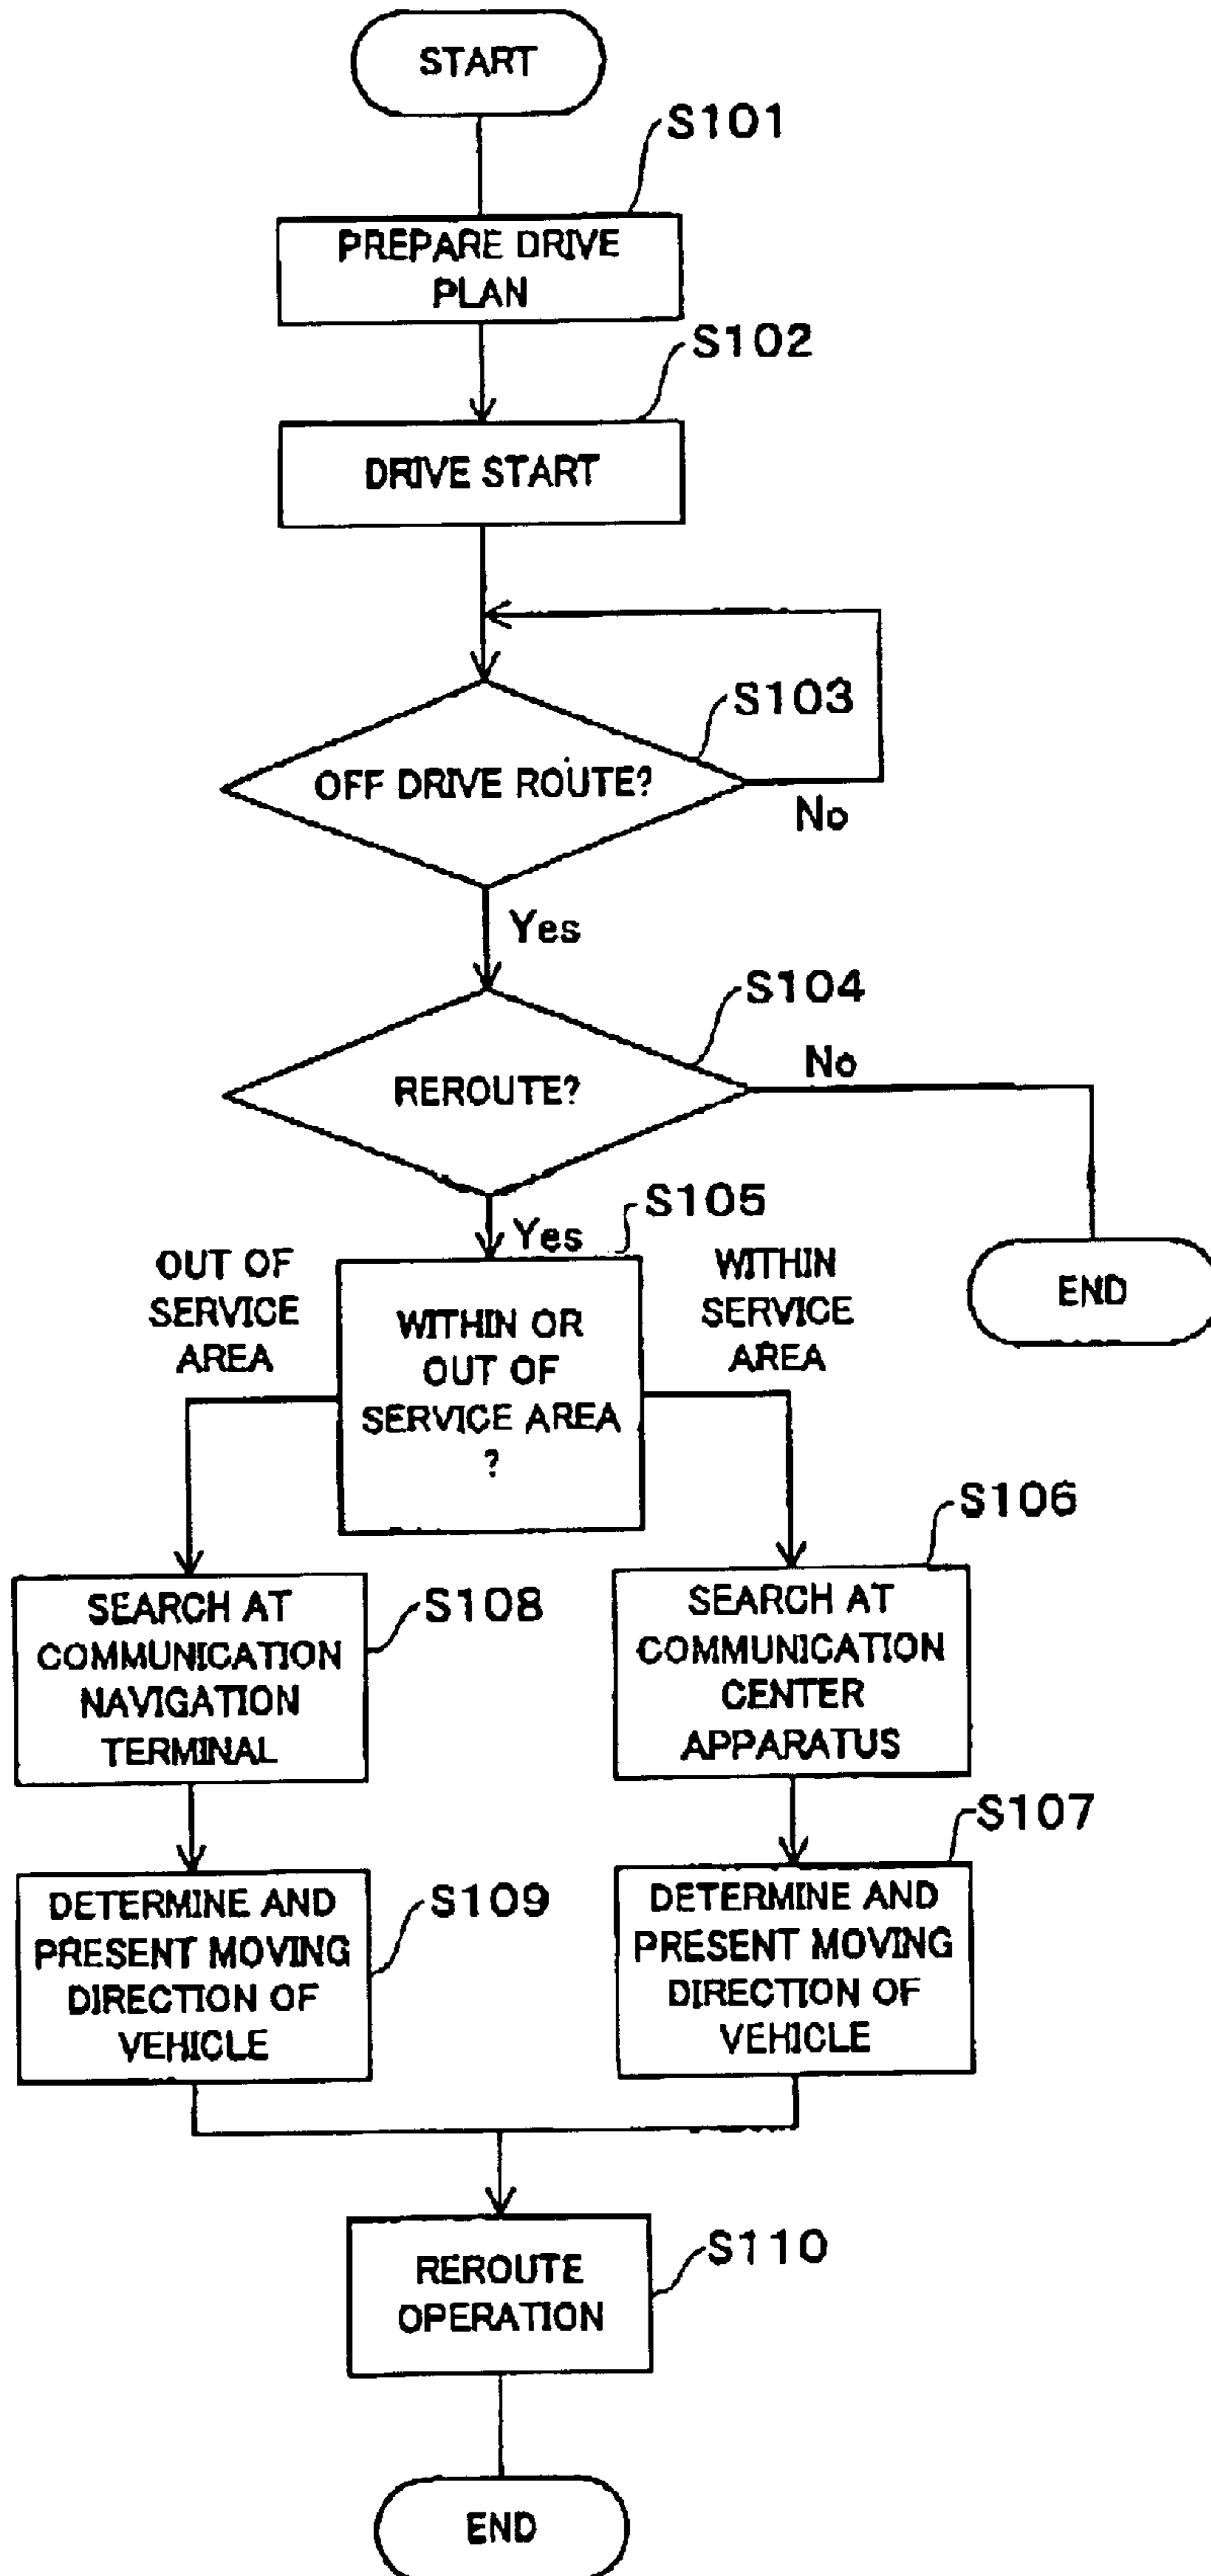 START
S101
PREPARE DRIVE
PLAN
S102
DRIVE START
S103
OFF DRIVE ROUTE?
No
Yes
S104
REROUTE?
No
Yes
S105
OUT OF
SERVICE
AREA
WITHIN OR
OUT OF
SERVICE AREA
?
WITHIN
SERVICE
AREA
END
S106
SEARCH AT
COMMUNICATION
NAVIGATION
TERMINAL
S108
SEARCH AT
COMMUNICATION
CENTER
APPARATUS
S107
DETERMINE AND
PRESENT MOVING
DIRECTION OF
VEHICLE
S109
DETERMINE AND
PRESENT MOVING
DIRECTION OF
VEHICLE
REROUTE
OPERATION
S110
END